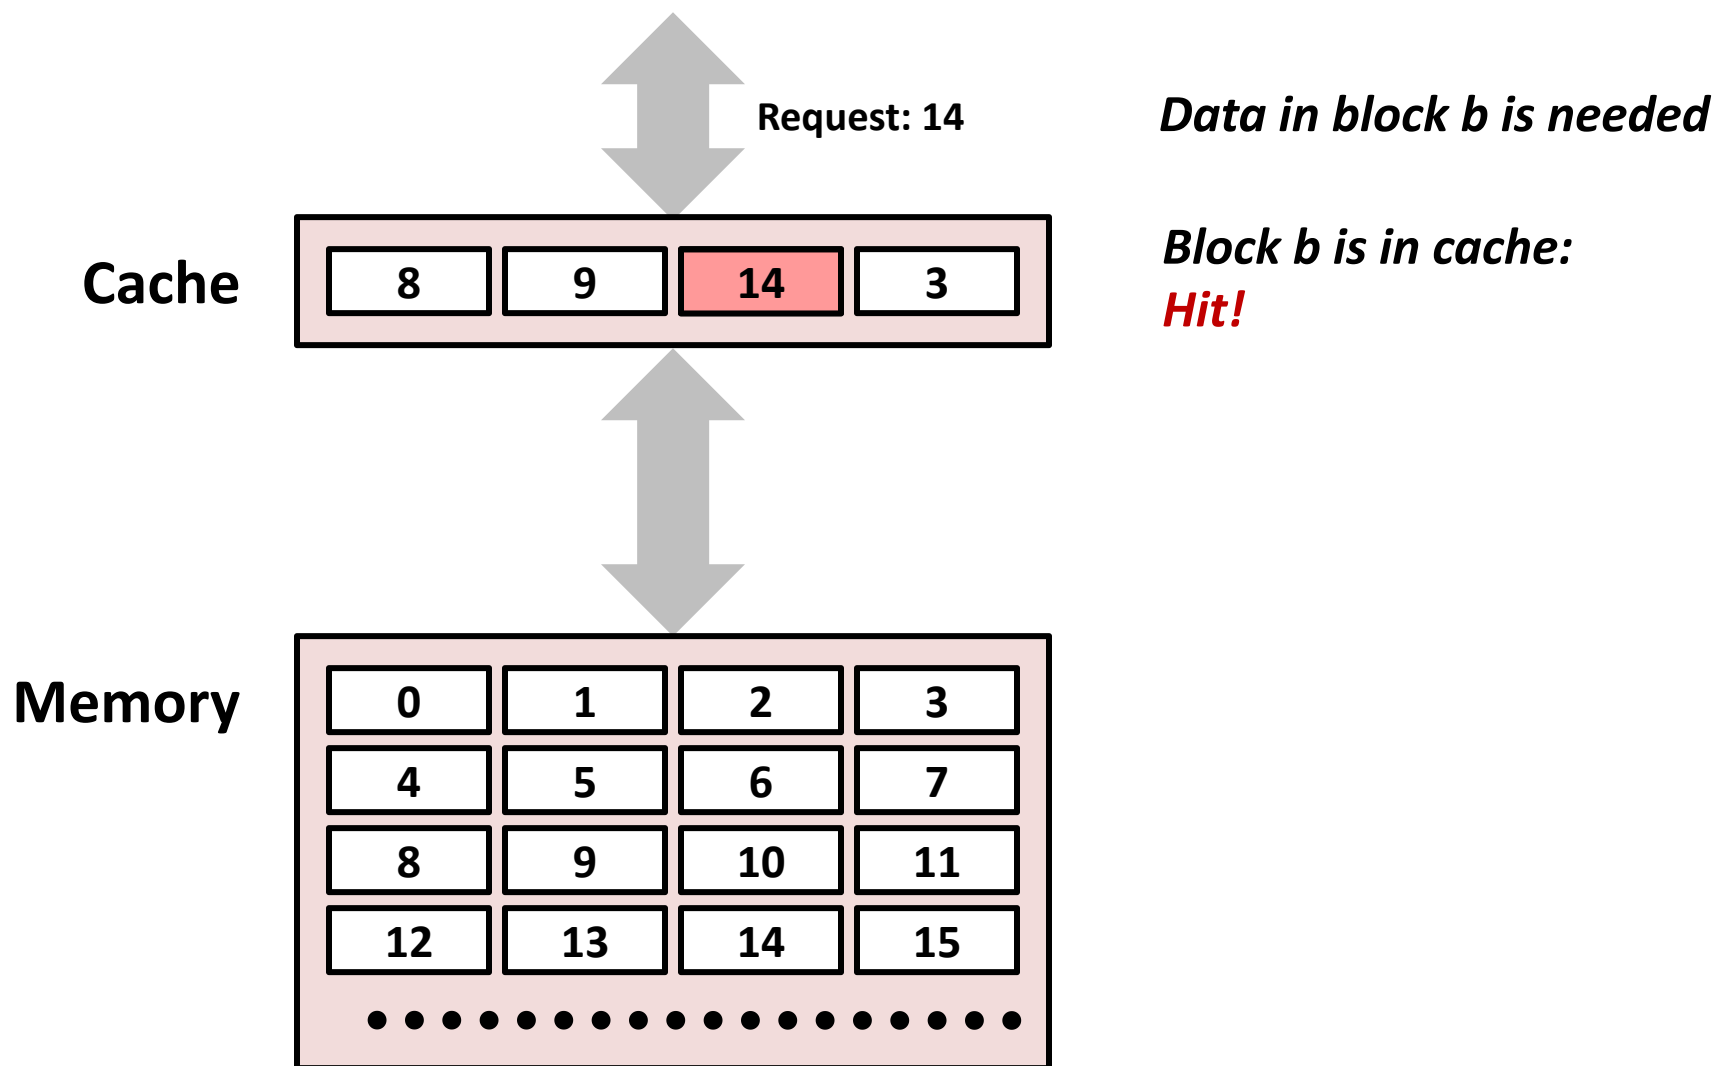 Request: 14
Data in block b is needed
Cache
8 9 14 3
Block b is in cache:
Hit!
Memory
0 1 2 3
4 5 6 7
8 9 10 11
12 13 14 15